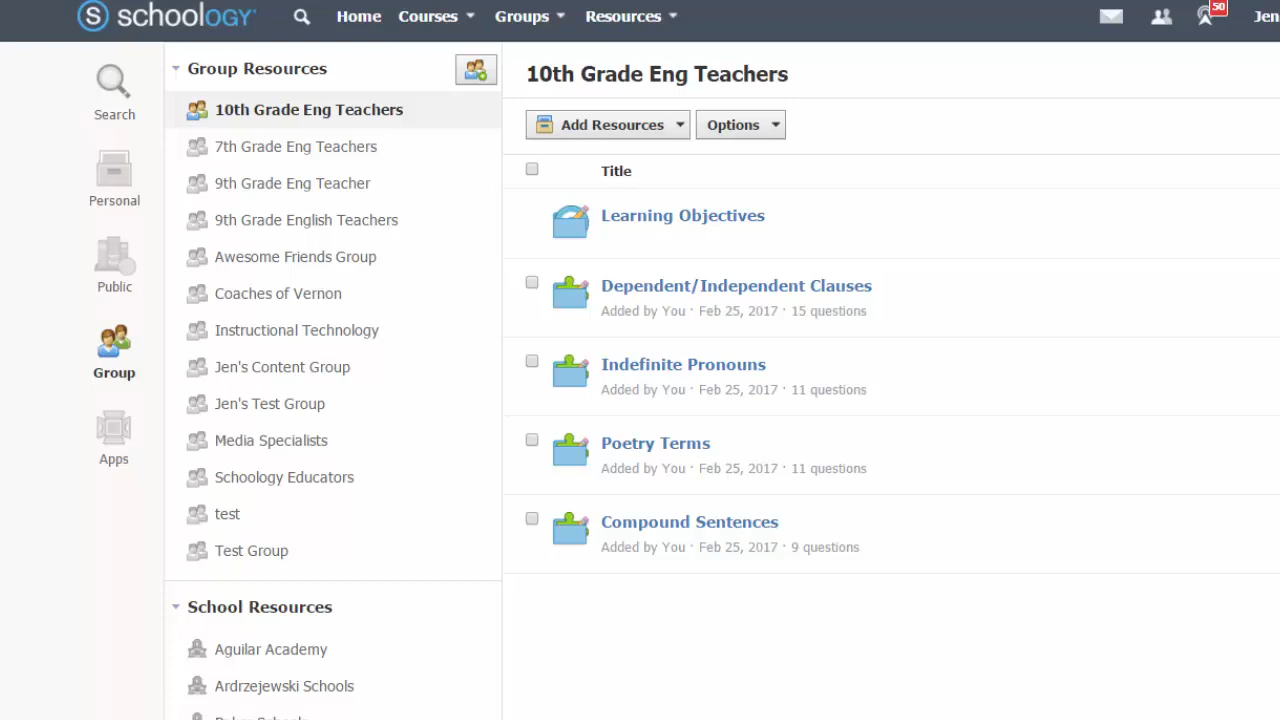 schoology
Home
Courses
Groups
Resources
50
Jen
Search
Personal
Public
Group
Apps
Group Resources
10th Grade Eng Teachers
7th Grade Eng Teachers
9th Grade Eng Teacher
9th Grade English Teachers
Awesome Friends Group
Coaches of Vernon
Instructional Technology
Jen's Content Group
Jen's Test Group
Media Specialists
Schoology Educators
test
Test Group
School Resources
Aguilar Academy
Ardrzejewski Schools
10th Grade Eng Teachers
Add Resources
Options
Title
Learning Objectives
Dependent/Independent Clauses
Added by You · Feb 25, 2017 · 15 questions
Indefinite Pronouns
Added by You · Feb 25, 2017 · 11 questions
Poetry Terms
Added by You · Feb 25, 2017 · 11 questions
Compound Sentences
Added by You · Feb 25, 2017 · 9 questions